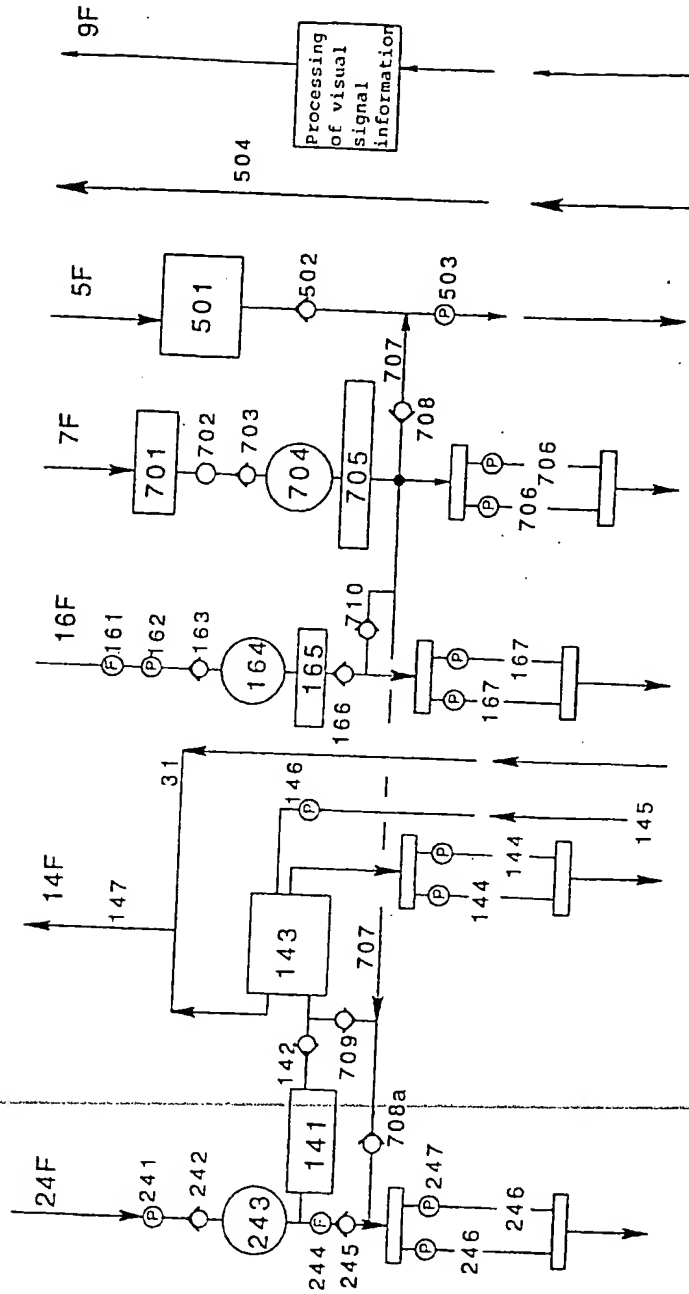 24F
241
P
242
243
244
F
245
141
142
708a
P
P
247
246
246
14F
147
31
143
146
P
145
709
707
P
P
144
144
16F
F
161
P
162
163
164
165
166
710
P
P
167
167
7F
701
702
703
704
705
708
707
P
P
706
706
5F
501
502
P
503
504
9F
Processing
of visual
signal
information